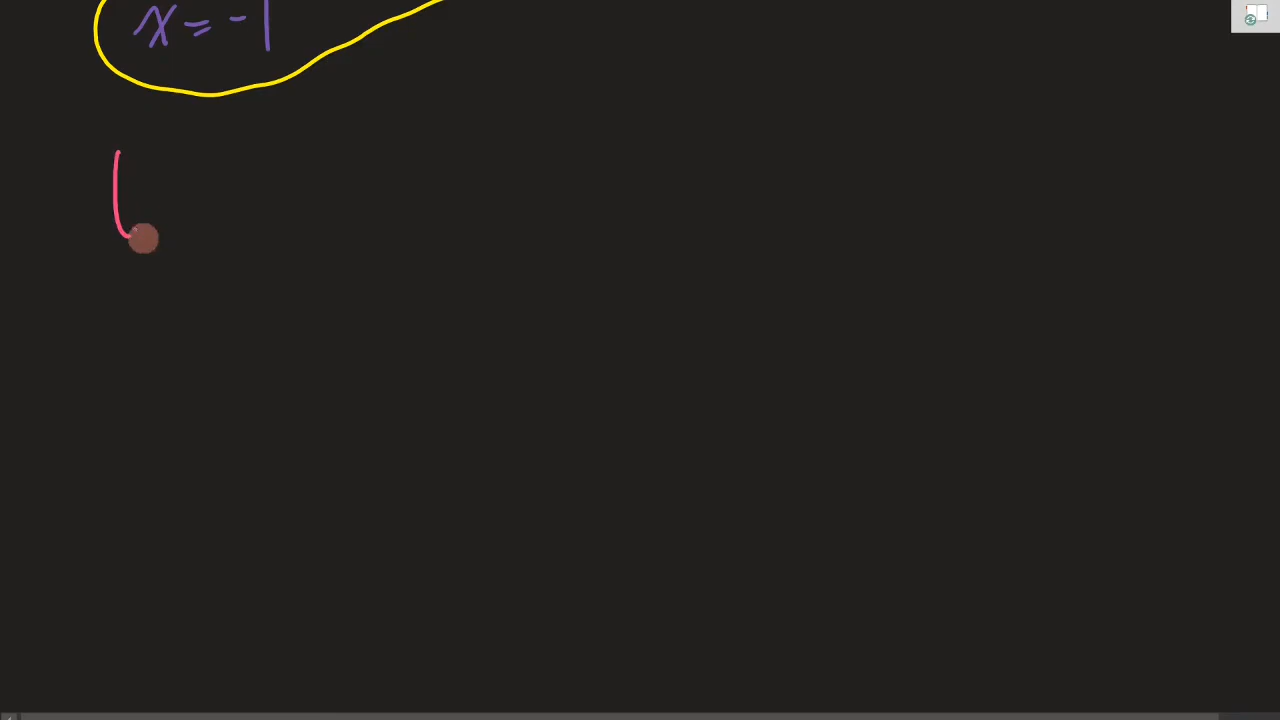 x = -1